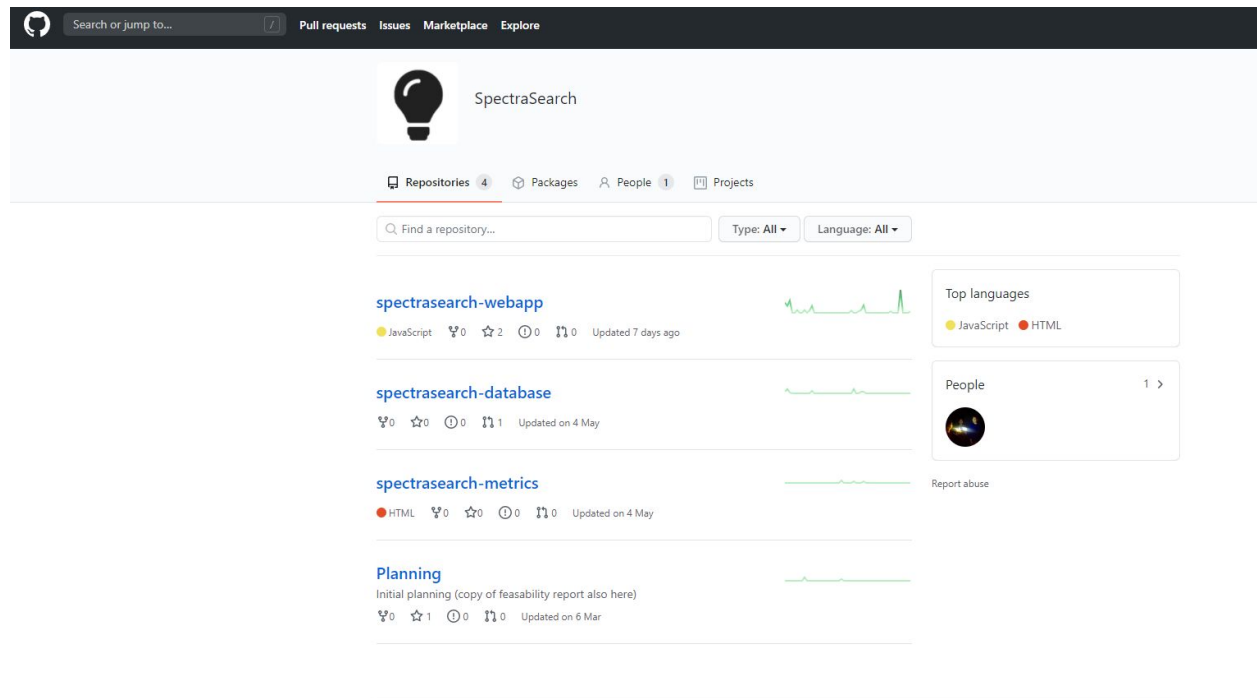 Search or jump to... / Pull requests Issues Marketplace Explore
SpectraSearch
Repositories 4 Packages People 1 Projects
Find a repository... Type: All Language: All
spectrasearch-webapp
JavaScript 0 2 0 0 Updated 7 days ago
spectrasearch-database
0 0 0 1 Updated on 4 May
spectrasearch-metrics
HTML 0 0 0 0 Updated on 4 May
Planning
Initial planning (copy of feasability report also here)
0 1 0 0 Updated on 6 Mar
Top languages
JavaScript HTML
People 1
Report abuse